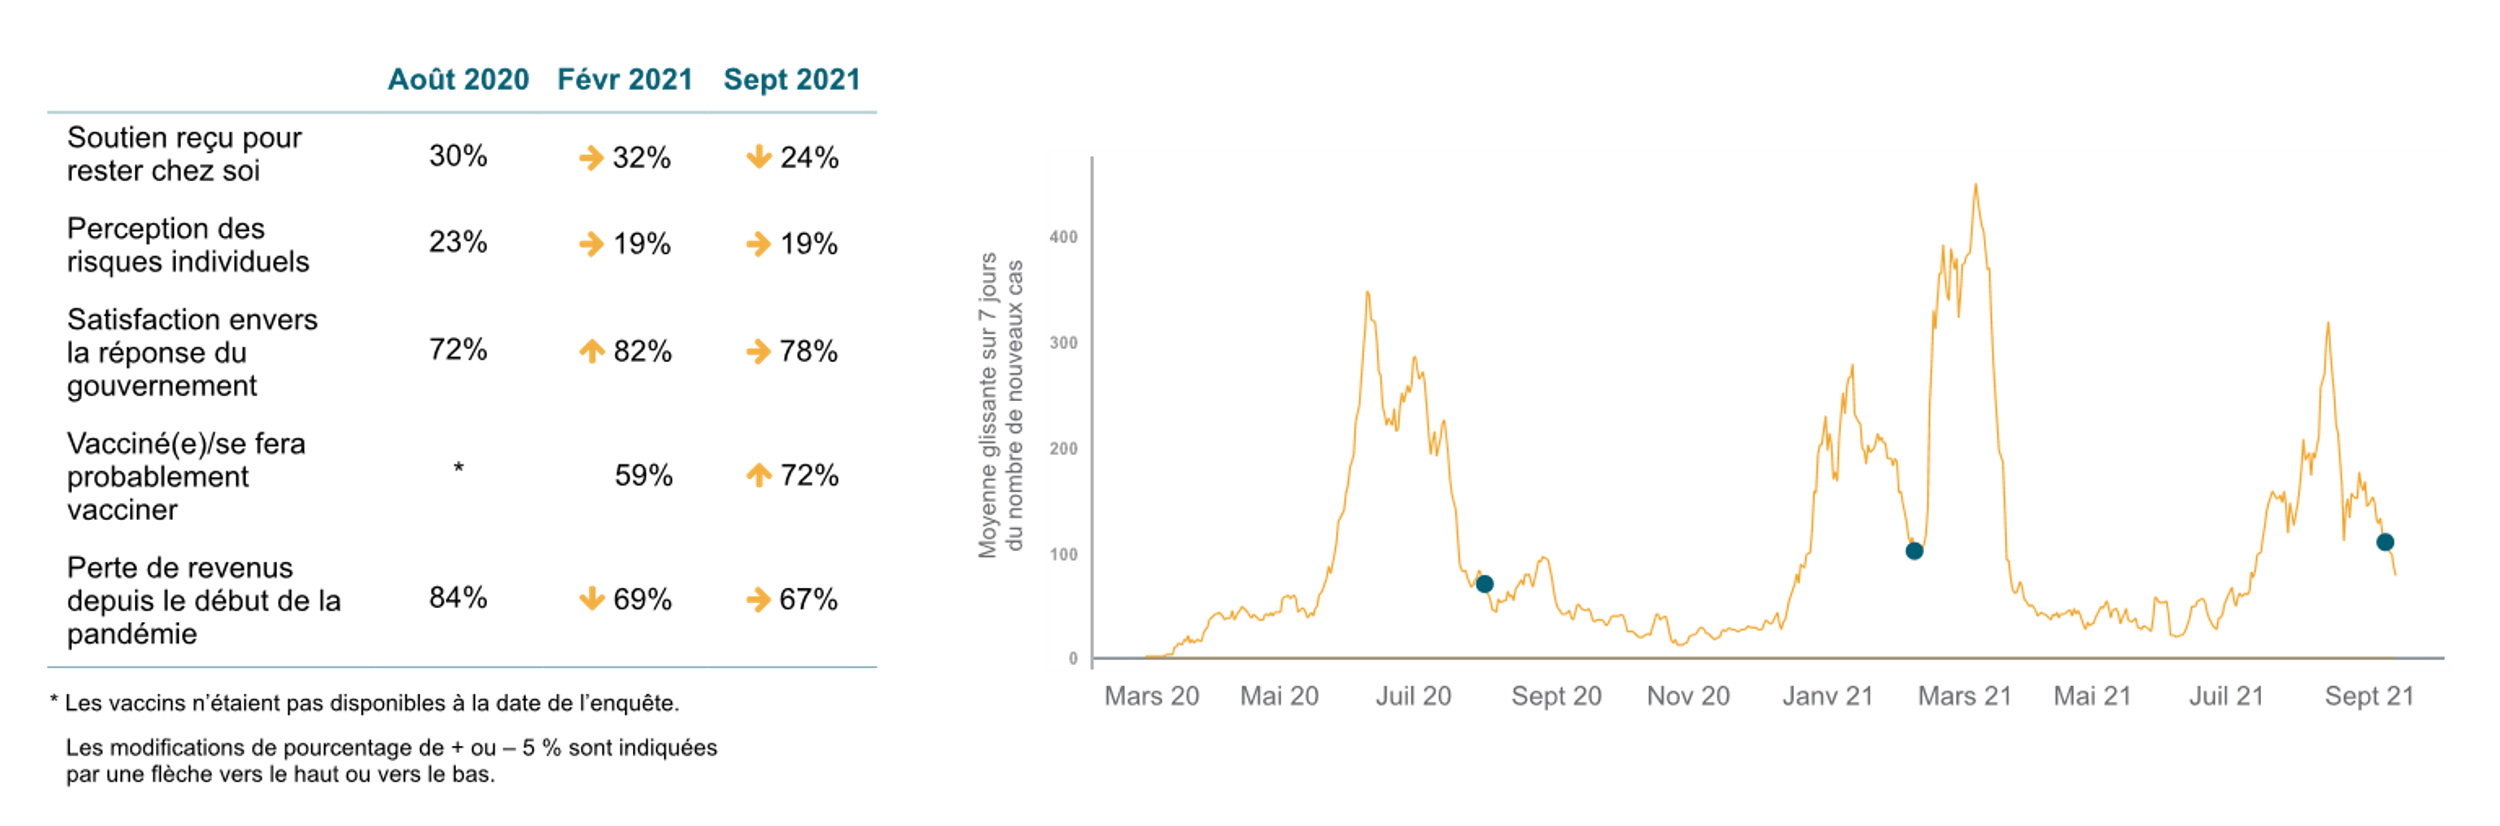 Août 2020 Févr 2021 Sept 2021
Soutien reçu pour
rester chez soi
30% 32% 24%
Perception des
risques individuels
23% 19% 19%
Satisfaction envers
la réponse du
gouvernement
72% 82% 78%
Vacciné(e)/se fera
probablement
vacciner
* 59% 72%
Perte de revenus
depuis le début de la
pandémie
84% 69% 67%
* Les vaccins n’étaient pas disponibles à la date de l’enquête.
Les modifications de pourcentage de + ou – 5 % sont indiquées
par une flèche vers le haut ou vers le bas.
Moyenne glissante sur 7 jours
du nombre de nouveaux cas
400
300
200
100
0
Mars 20 Mai 20 Juil 20 Sept 20 Nov 20 Janv 21 Mars 21 Mai 21 Juil 21 Sept 21